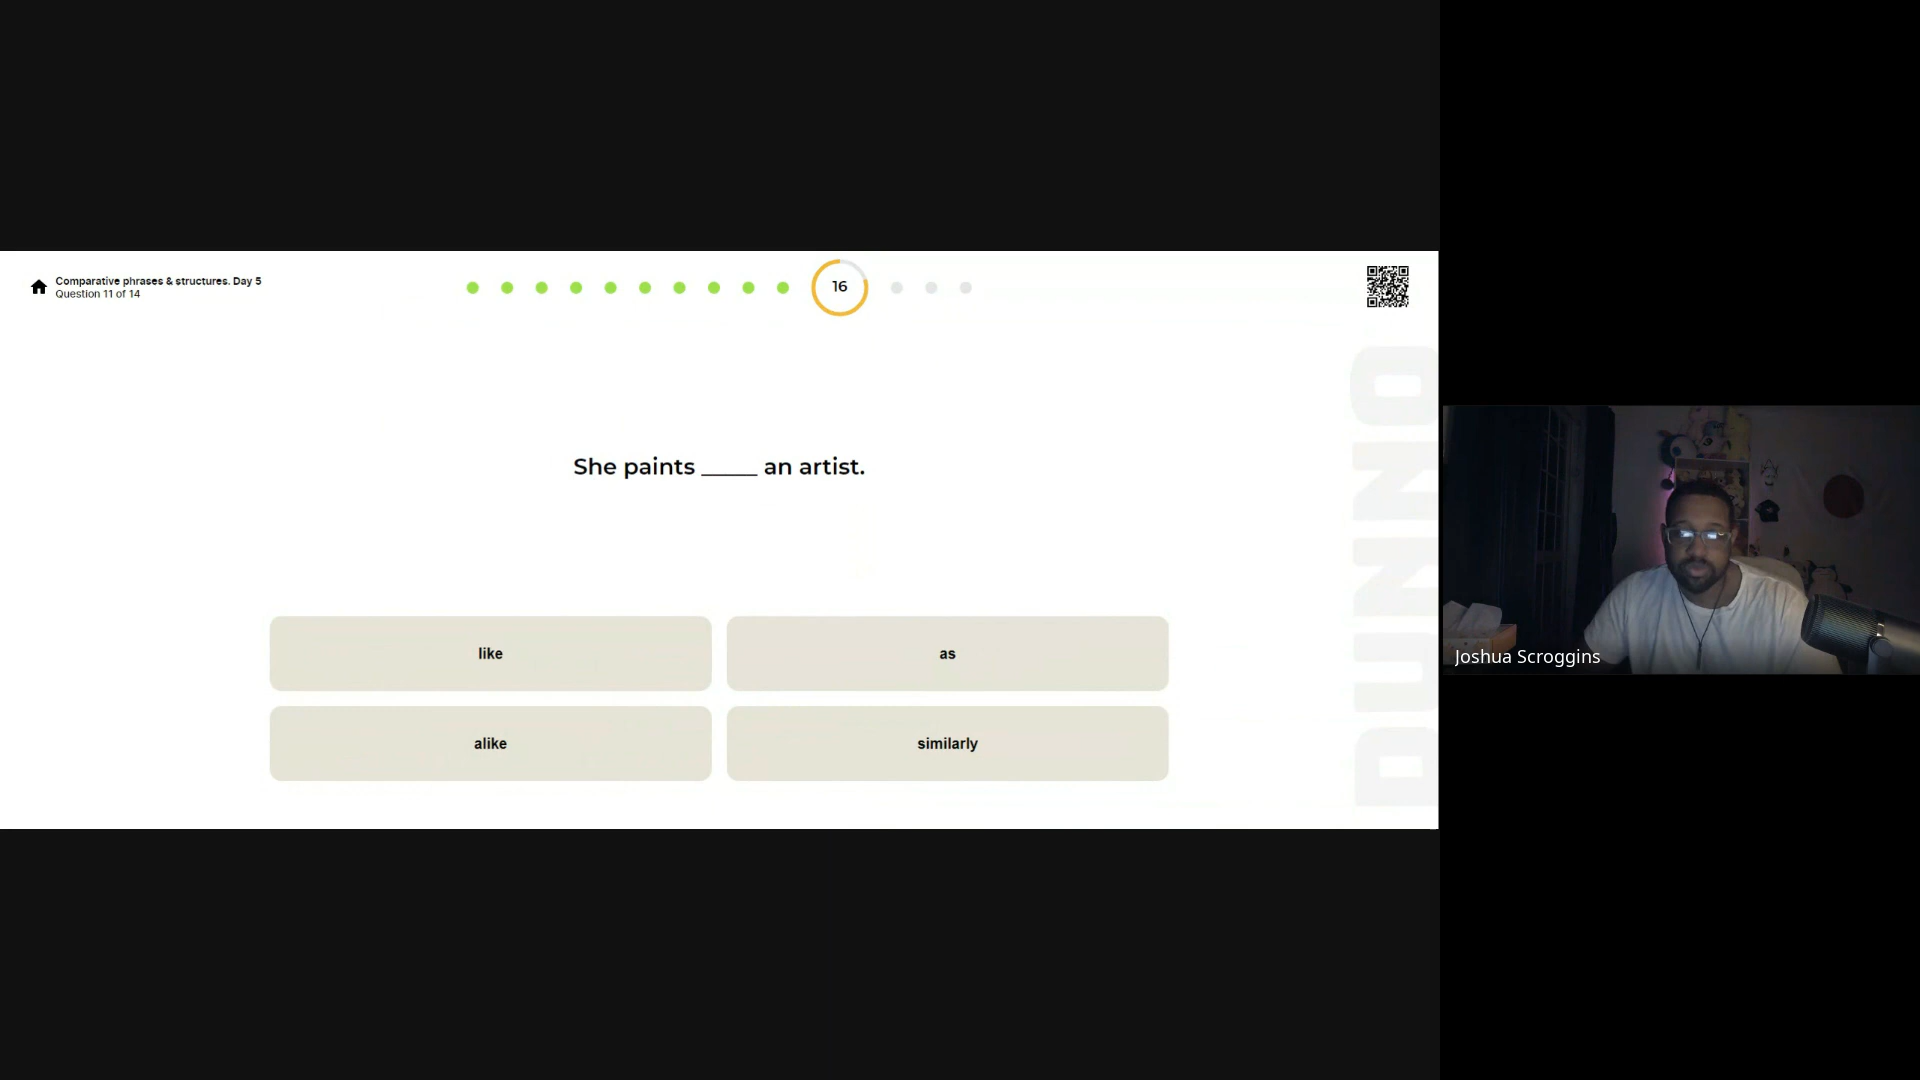 Comparative phrases & structures. Day 5
Question 11 of 14
16
She paints _____ an artist.
like
as
alike
similarly
DUNNO
Joshua Scroggins